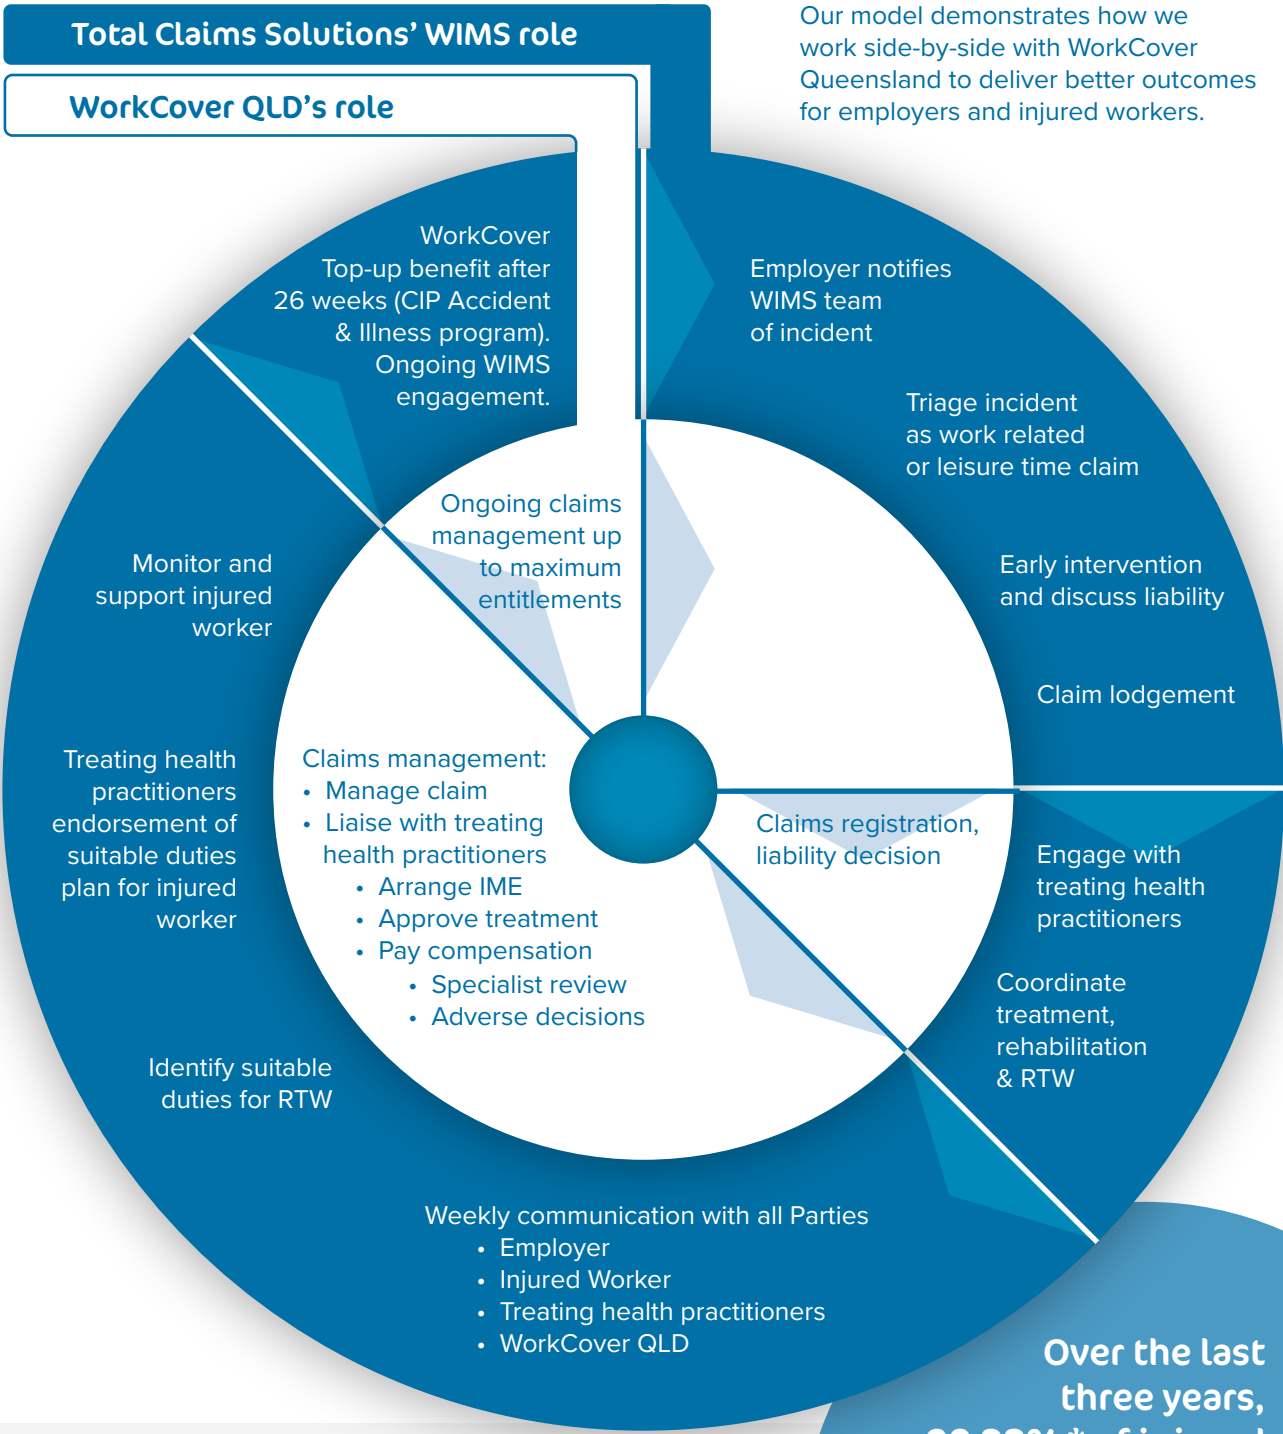 Total Claims Solutions’ WIMS role
WorkCover QLD’s role
Our model demonstrates how we
work side-by-side with WorkCover
Queensland to deliver better outcomes
for employers and injured workers.
Employer notifies
WIMS team
of incident
Triage incident
as work related
or leisure time claim
Early intervention
and discuss liability
Claim lodgement
Engage with
treating health
practitioners
Coordinate
treatment,
rehabilitation
& RTW
Weekly communication with all Parties
• Employer
• Injured Worker
• Treating health practitioners
• WorkCover QLD
Identify suitable
duties for RTW
Treating health
practitioners
endorsement of
suitable duties
plan for injured
worker
Monitor and
support injured
worker
WorkCover
Top-up benefit after
26 weeks (CIP Accident
& Illness program).
Ongoing WIMS
engagement.
Claims registration,
liability decision
Claims management:
• Manage claim
• Liaise with treating
health practitioners
• Arrange IME
• Approve treatment
• Pay compensation
• Specialist review
• Adverse decisions
Ongoing claims
management up
to maximum
entitlements
Over the last
three years,
of injured